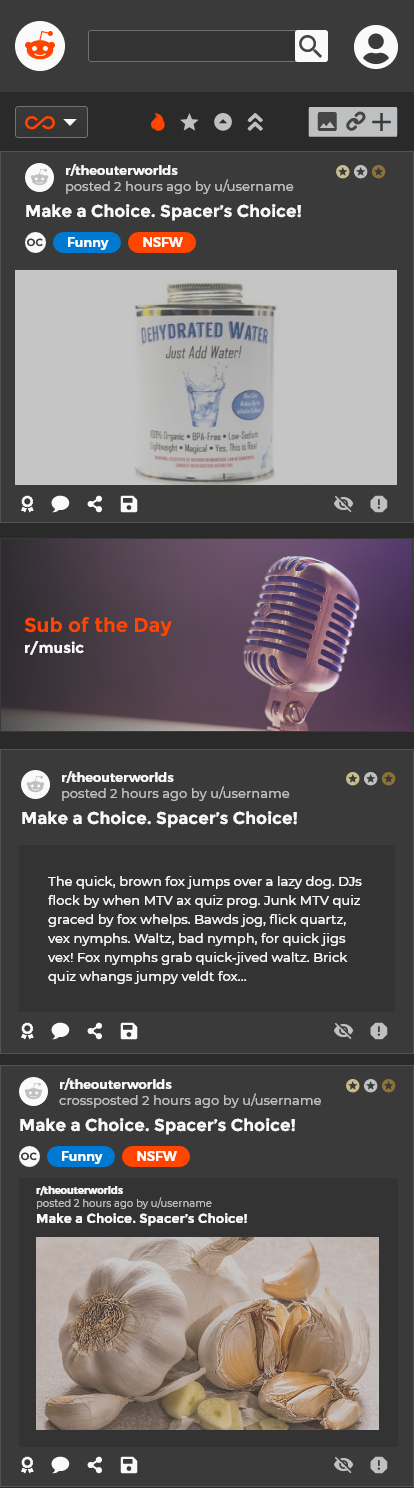 r/theouterworlds
posted 2 hours ago by u/username
Make a Choice. Spacer's Choice!
OC Funny NSFW
DEHYDRATED WATER
Just Add Water!
100% Organic • BPA-Free • Low-Sodium
Lightweight • Magical • Yes, This is Real!
Sub of the Day
r/music
r/theouterworlds
posted 2 hours ago by u/username
Make a Choice. Spacer's Choice!
The quick, brown fox jumps over a lazy dog. DJs
flock by when MTV ax quiz prog. Junk MTV quiz
graced by fox whelps. Bawds jog, flick quartz,
vex nymphs. Waltz, bad nymph, for quick jigs
vex! Fox nymphs grab quick-jived waltz. Brick
quiz whangs jumpy veldt fox...
r/theouterworlds
crossposted 2 hours ago by u/username
Make a Choice. Spacer's Choice!
OC Funny NSFW
r/theouterworlds
posted 2 hours ago by u/username
Make a Choice. Spacer's Choice!